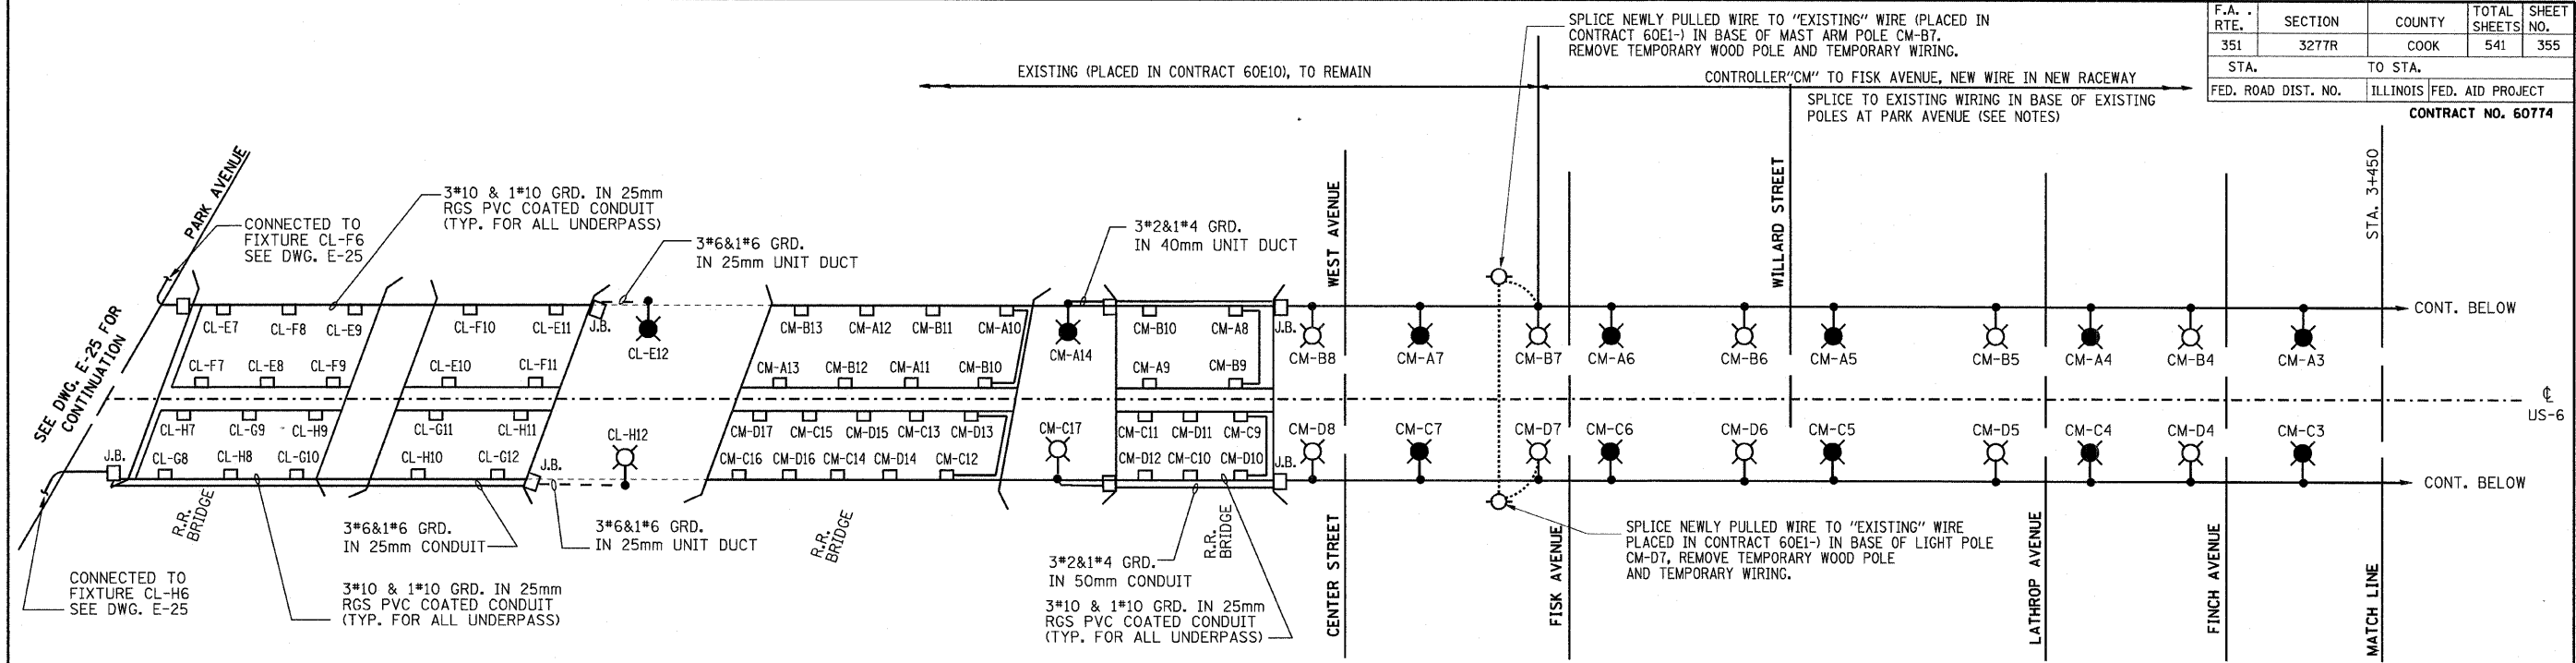 F.A. . RTE. SECTION COUNTY TOTAL SHEETS SHEET NO.
351 3277R COOK 541 355
STA. TO STA.
FED. ROAD DIST. NO. ILLINOIS FED. AID PROJECT
CONTRACT NO. 60774
SPLICE NEWLY PULLED WIRE TO "EXISTING" WIRE (PLACED IN
CONTRACT 60E1-) IN BASE OF MAST ARM POLE CM-B7.
REMOVE TEMPORARY WOOD POLE AND TEMPORARY WIRING.
EXISTING (PLACED IN CONTRACT 60E10), TO REMAIN
CONTROLLER"CM" TO FISK AVENUE, NEW WIRE IN NEW RACEWAY
SPLICE TO EXISTING WIRING IN BASE OF EXISTING
POLES AT PARK AVENUE (SEE NOTES)
PARK AVENUE
CONNECTED TO
FIXTURE CL-F6
SEE DWG. E-25
3#10 & 1#10 GRD. IN 25mm
RGS PVC COATED CONDUIT
(TYP. FOR ALL UNDERPASS)
3#6&1#6 GRD.
IN 25mm UNIT DUCT
3#2&1#4 GRD.
IN 40mm UNIT DUCT
WEST AVENUE
WILLARD STREET
STA. 3+450
SEE DWG. E-25 FOR
CONTINUATION
CL-E7 CL-F8 CL-E9 CL-F10 CL-E11 J.B. CL-E12 CM-B13 CM-A12 CM-B11 CM-A10 CM-A14 CM-B10 CM-A8 J.B. CM-B8 CM-A7 CM-B7 CM-A6 CM-B6 CM-A5 CM-B5 CM-A4 CM-B4 CM-A3
CONT. BELOW
CL-F7 CL-E8 CL-F9 CL-E10 CL-F11 CM-A13 CM-B12 CM-A11 CM-B10 CM-A9 CM-B9
℄
US-6
CL-H7 CL-G9 CL-H9 CL-G11 CL-H11 CL-H12 CM-D17 CM-C15 CM-D15 CM-C13 CM-D13 CM-C17 CM-C11 CM-D11 CM-C9 CM-D8 CM-C7 CM-D7 CM-C6 CM-D6 CM-C5 CM-D5 CM-C4 CM-D4 CM-C3
J.B. CL-G8 CL-H8 CL-G10 CL-H10 CL-G12 J.B. CM-C16 CM-D16 CM-C14 CM-D14 CM-C12 CM-D12 CM-C10 CM-D10 J.B.
CONT. BELOW
R.R.
BRIDGE
R.R.
BRIDGE
R.R.
BRIDGE
3#6&1#6 GRD.
IN 25mm CONDUIT
3#6&1#6 GRD.
IN 25mm UNIT DUCT
3#2&1#4 GRD.
IN 50mm CONDUIT
SPLICE NEWLY PULLED WIRE TO "EXISTING" WIRE
PLACED IN CONTRACT 60E1-) IN BASE OF LIGHT POLE
CM-D7, REMOVE TEMPORARY WOOD POLE
AND TEMPORARY WIRING.
CONNECTED TO
FIXTURE CL-H6
SEE DWG. E-25
3#10 & 1#10 GRD. IN 25mm
RGS PVC COATED CONDUIT
(TYP. FOR ALL UNDERPASS)
3#10 & 1#10 GRD. IN 25mm
RGS PVC COATED CONDUIT
(TYP. FOR ALL UNDERPASS)
CENTER STREET
FISK AVENUE
LATHROP AVENUE
FINCH AVENUE
MATCH LINE